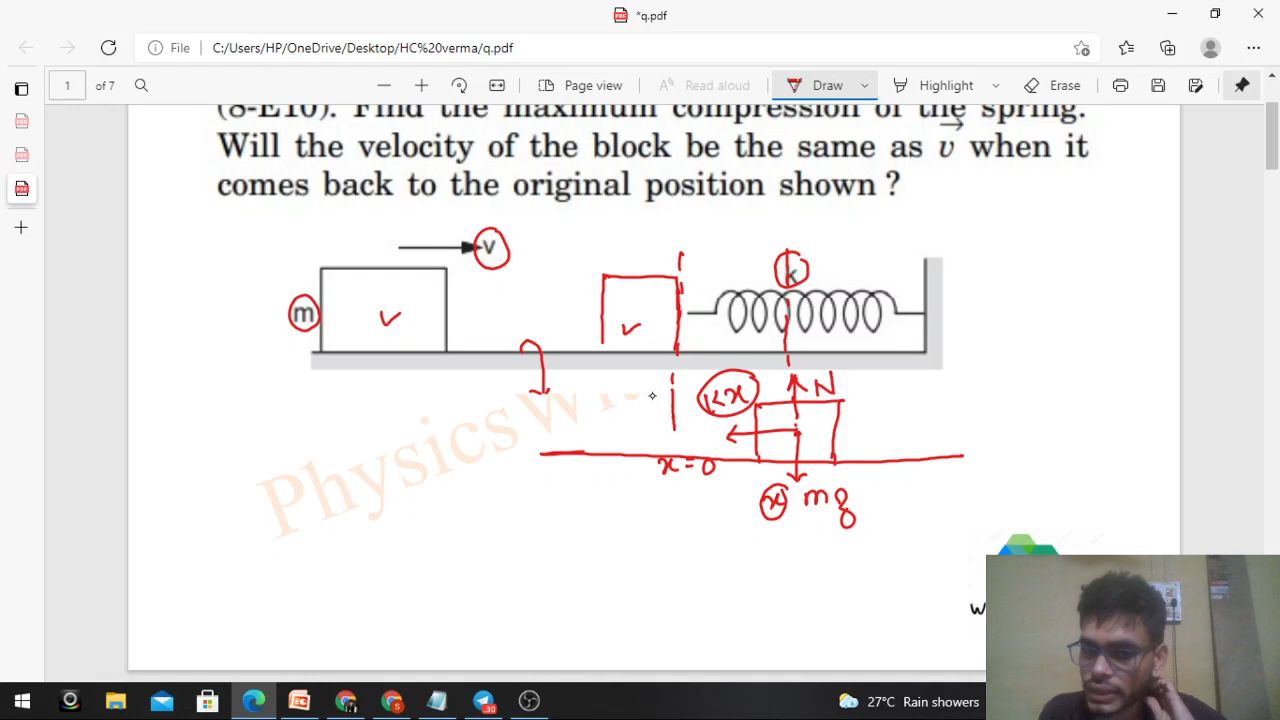 *q.pdf
File C:/Users/HP/OneDrive/Desktop/HC%20verma/q.pdf
1 of 7 Page view Read aloud Draw Highlight Erase
(8-E10). Find the maximum compression of the spring.
Will the velocity of the block be the same as v when it
comes back to the original position shown ?
v
k
m
kx N
x = 0
x mg
PhysicsWa
w
27°C Rain showers
30